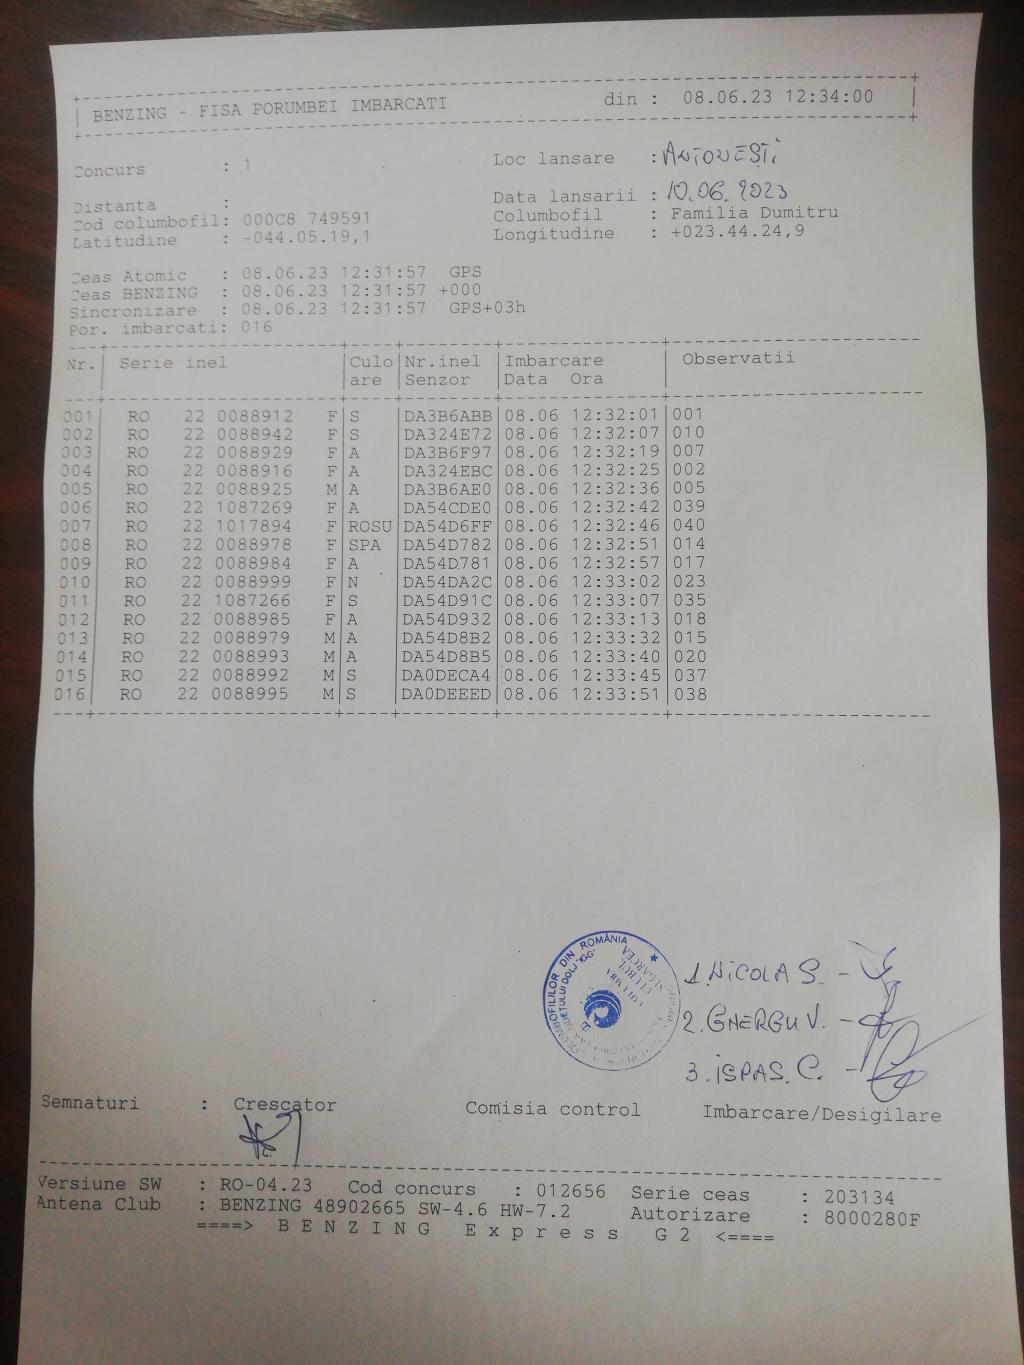 BENZING - FISA PORUMBEI IMBARCATI din : 08.06.23 12:34:00
Concurs : 1 Loc lansare : ANTONEȘTI
Distanta : Data lansarii : 10.06.2023
Cod columbofil: 000C8 749591 Columbofil : Familia Dumitru
Latitudine : -044.05.19,1 Longitudine : +023.44.24,9
Ceas Atomic : 08.06.23 12:31:57 GPS
Ceas BENZING : 08.06.23 12:31:57 +000
Sincronizare : 08.06.23 12:31:57 GPS+03h
Por. imbarcati: 016
Nr. Serie inel Culo Nr.inel Imbarcare Observatii
are Senzor Data Ora
001 RO 22 0088912 F S DA3B6ABB 08.06 12:32:01 001
002 RO 22 0088942 F S DA324E72 08.06 12:32:07 010
003 RO 22 0088929 F A DA3B6F97 08.06 12:32:19 007
004 RO 22 0088916 F A DA324EBC 08.06 12:32:25 002
005 RO 22 0088925 M A DA3B6AE0 08.06 12:32:36 005
006 RO 22 1087269 F A DA54CDE0 08.06 12:32:42 039
007 RO 22 1017894 F ROSU DA54D6FF 08.06 12:32:46 040
008 RO 22 0088978 F SPA DA54D782 08.06 12:32:51 014
009 RO 22 0088984 F A DA54D781 08.06 12:32:57 017
010 RO 22 0088999 F N DA54DA2C 08.06 12:33:02 023
011 RO 22 1087266 F S DA54D91C 08.06 12:33:07 035
012 RO 22 0088985 F A DA54D932 08.06 12:33:13 018
013 RO 22 0088979 M A DA54D8B2 08.06 12:33:32 015
014 RO 22 0088993 M A DA54D8B5 08.06 12:33:40 020
015 RO 22 0088992 M S DA0DECA4 08.06 12:33:45 037
016 RO 22 0088995 M S DA0DEEED 08.06 12:33:51 038
COLUMBOFILILOR DIN ROMÂNIA
CLUBUL
SEGARCEA
1. NICOLA S. -
2. GHERGU V. -
3. ISPAS. C. -
Semnaturi : Crescator Comisia control Imbarcare/Desigilare
Versiune SW : RO-04.23 Cod concurs : 012656 Serie ceas : 203134
Antena Club : BENZING 48902665 SW-4.6 HW-7.2 Autorizare : 8000280F
====> B E N Z I N G E x p r e s s G 2 <====